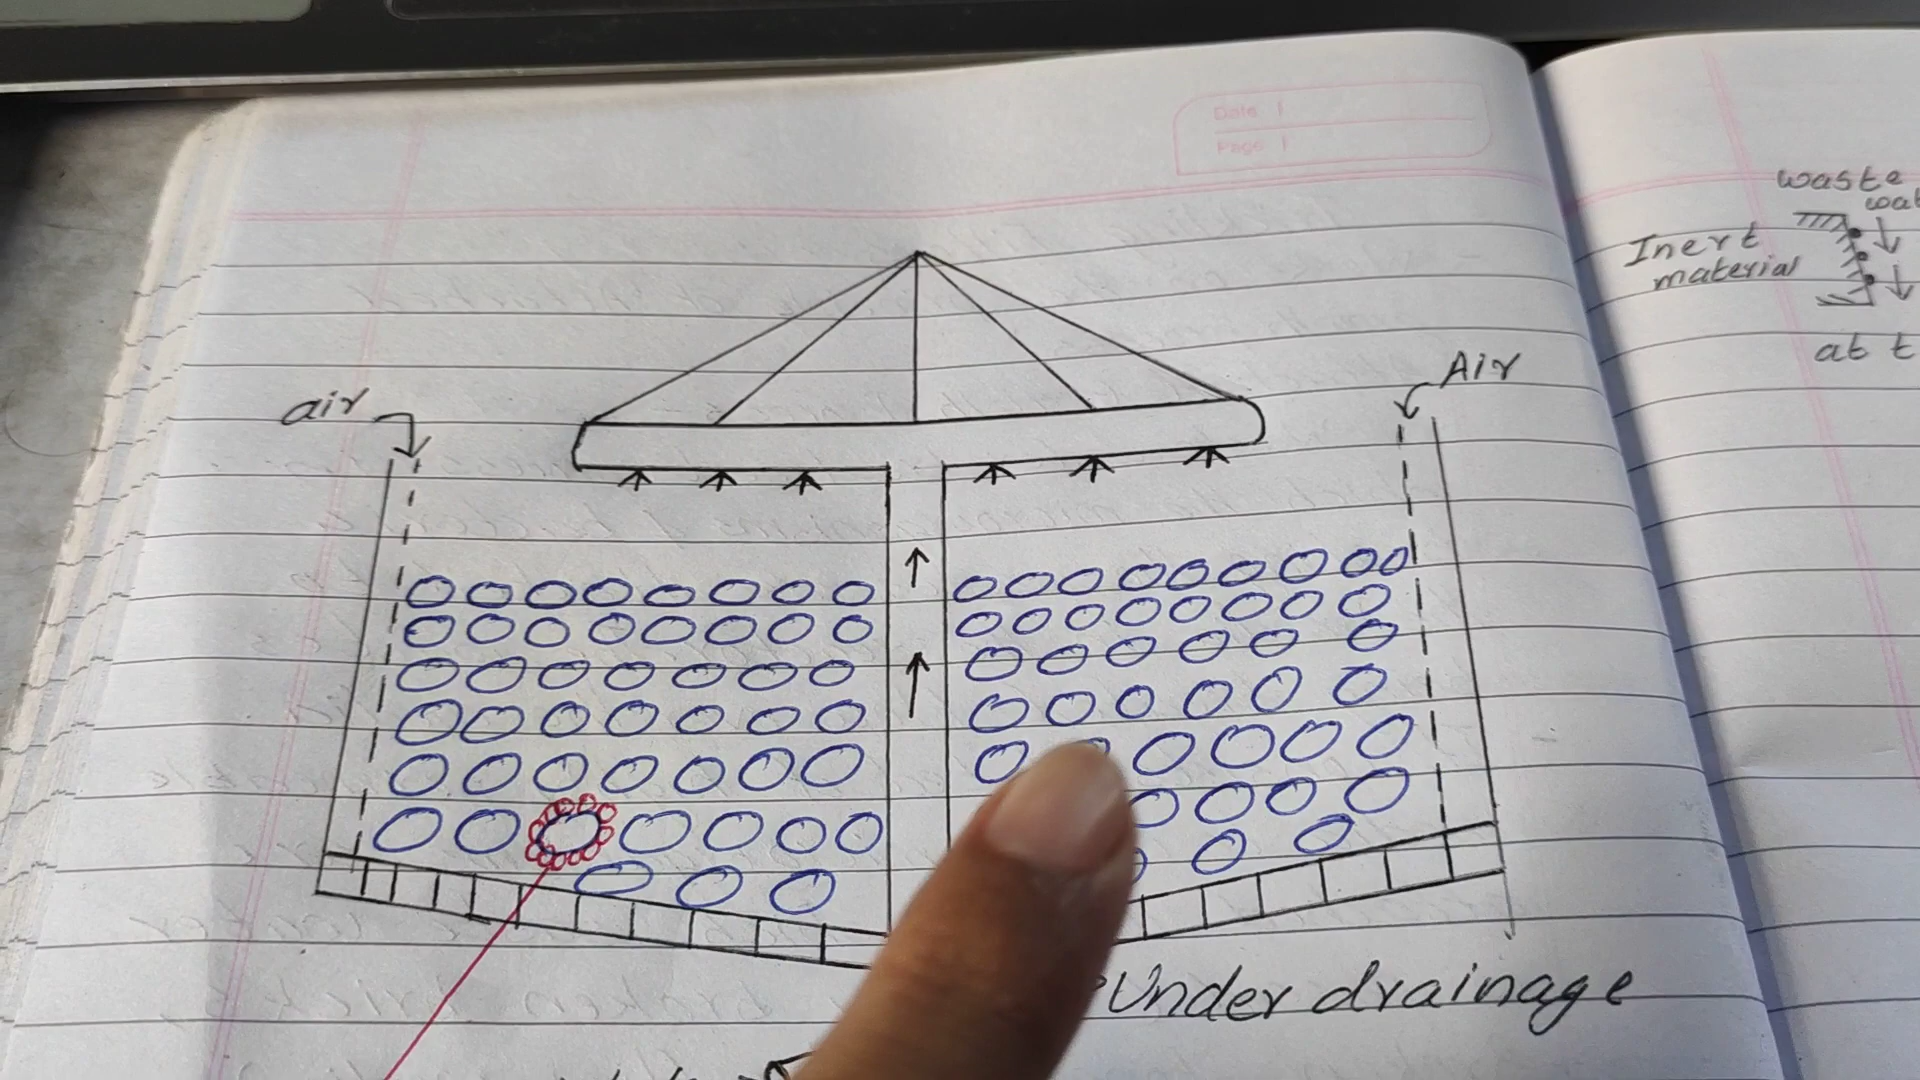 Date
Page
waste
Inert
material
at t
air
Air
Under drainage